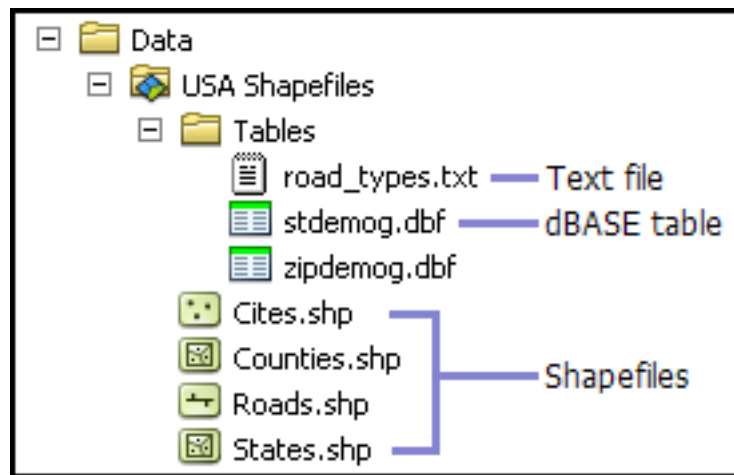 Data
USA Shapefiles
Tables
road_types.txt Text file
stdemog.dbf dBASE table
zipdemog.dbf
Cites.shp
Counties.shp
Shapefiles
Roads.shp
States.shp